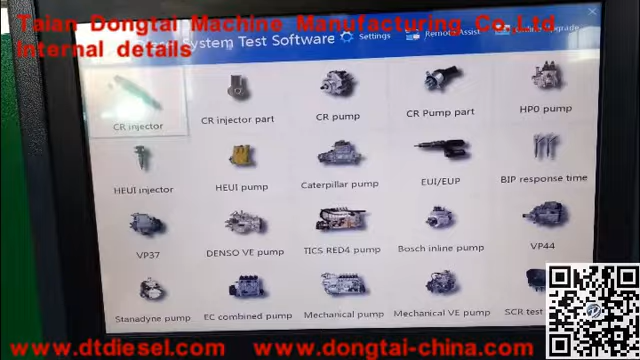 Taian Dongtai Machine Manufacturing Co.,Ltd
Internal details
System Test Software
Settings
Remote Assist
Upgrade
CR injector
CR injector part
CR pump
CR Pump part
HP0 pump
HEUI injector
HEUI pump
Caterpillar pump
EUI/EUP
BIP response time
VP37
DENSO VE pump
TICS RED4 pump
Bosch inline pump
VP44
Stanadyne pump
EC combined pump
Mechanical pump
Mechanical VE pump
SCR test
www.dtdiesel.com
www.dongtai-china.com